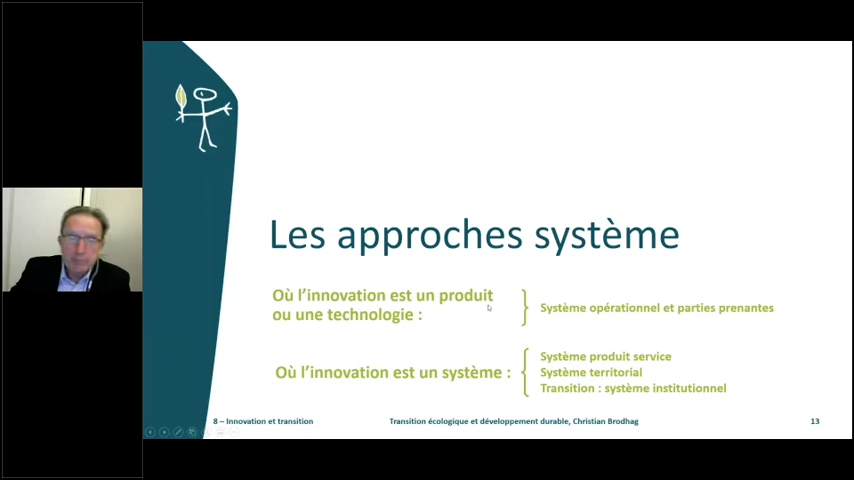 Les approches système
Où l'innovation est un produit
ou une technologie :
Système opérationnel et parties prenantes
Où l'innovation est un système :
Système produit service
Système territorial
Transition : système institutionnel
8 – Innovation et transition
Transition écologique et développement durable, Christian Brodhag
13